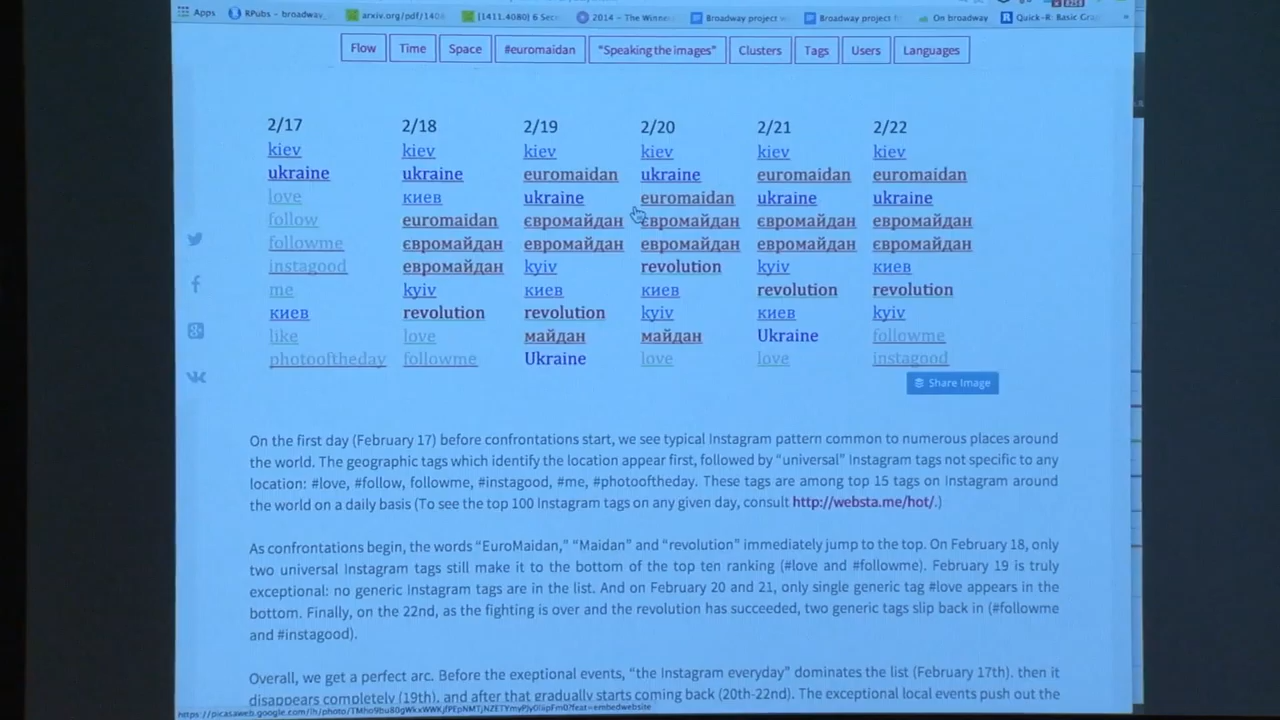 Apps RPubs - broadway arxiv.org/pdf/140 [1411.4080] 6 Sec 2014 - The Winne Broadway project Broadway project f On broadway Quick-R: Basic Gra »
Flow Time Space #euromaidan "Speaking the images" Clusters Tags Users Languages
2/17 2/18 2/19 2/20 2/21 2/22
kiev kiev kiev kiev kiev kiev
ukraine ukraine euromaidan ukraine euromaidan euromaidan
love киев ukraine euromaidan ukraine ukraine
follow euromaidan євромайдан євромайдан євромайдан євромайдан
followme євромайдан евромайдан евромайдан евромайдан євромайдан
instagood евромайдан kyiv revolution kyiv киев
me kyiv киев киев revolution revolution
киев revolution revolution kyiv киев kyiv
like love майдан майдан Ukraine followme
photooftheday followme Ukraine love love instagood
Share Image
On the first day (February 17) before confrontations start, we see typical Instagram pattern common to numerous places around
the world. The geographic tags which identify the location appear first, followed by "universal" Instagram tags not specific to any
location: #love, #follow, followme, #instagood, #me, #photooftheday. These tags are among top 15 tags on Instagram around
the world on a daily basis (To see the top 100 Instagram tags on any given day, consult http://websta.me/hot/.)
As confrontations begin, the words "EuroMaidan," "Maidan" and "revolution" immediately jump to the top. On February 18, only
two universal Instagram tags still make it to the bottom of the top ten ranking (#love and #followme). February 19 is truly
exceptional: no generic Instagram tags are in the list. And on February 20 and 21, only single generic tag #love appears in the
bottom. Finally, on the 22nd, as the fighting is over and the revolution has succeeded, two generic tags slip back in (#followme
and #instagood).
Overall, we get a perfect arc. Before the exeptional events, "the Instagram everyday" dominates the list (February 17th), then it
disappears completely (19th), and after that gradually starts coming back (20th-22nd). The exceptional local events push out the